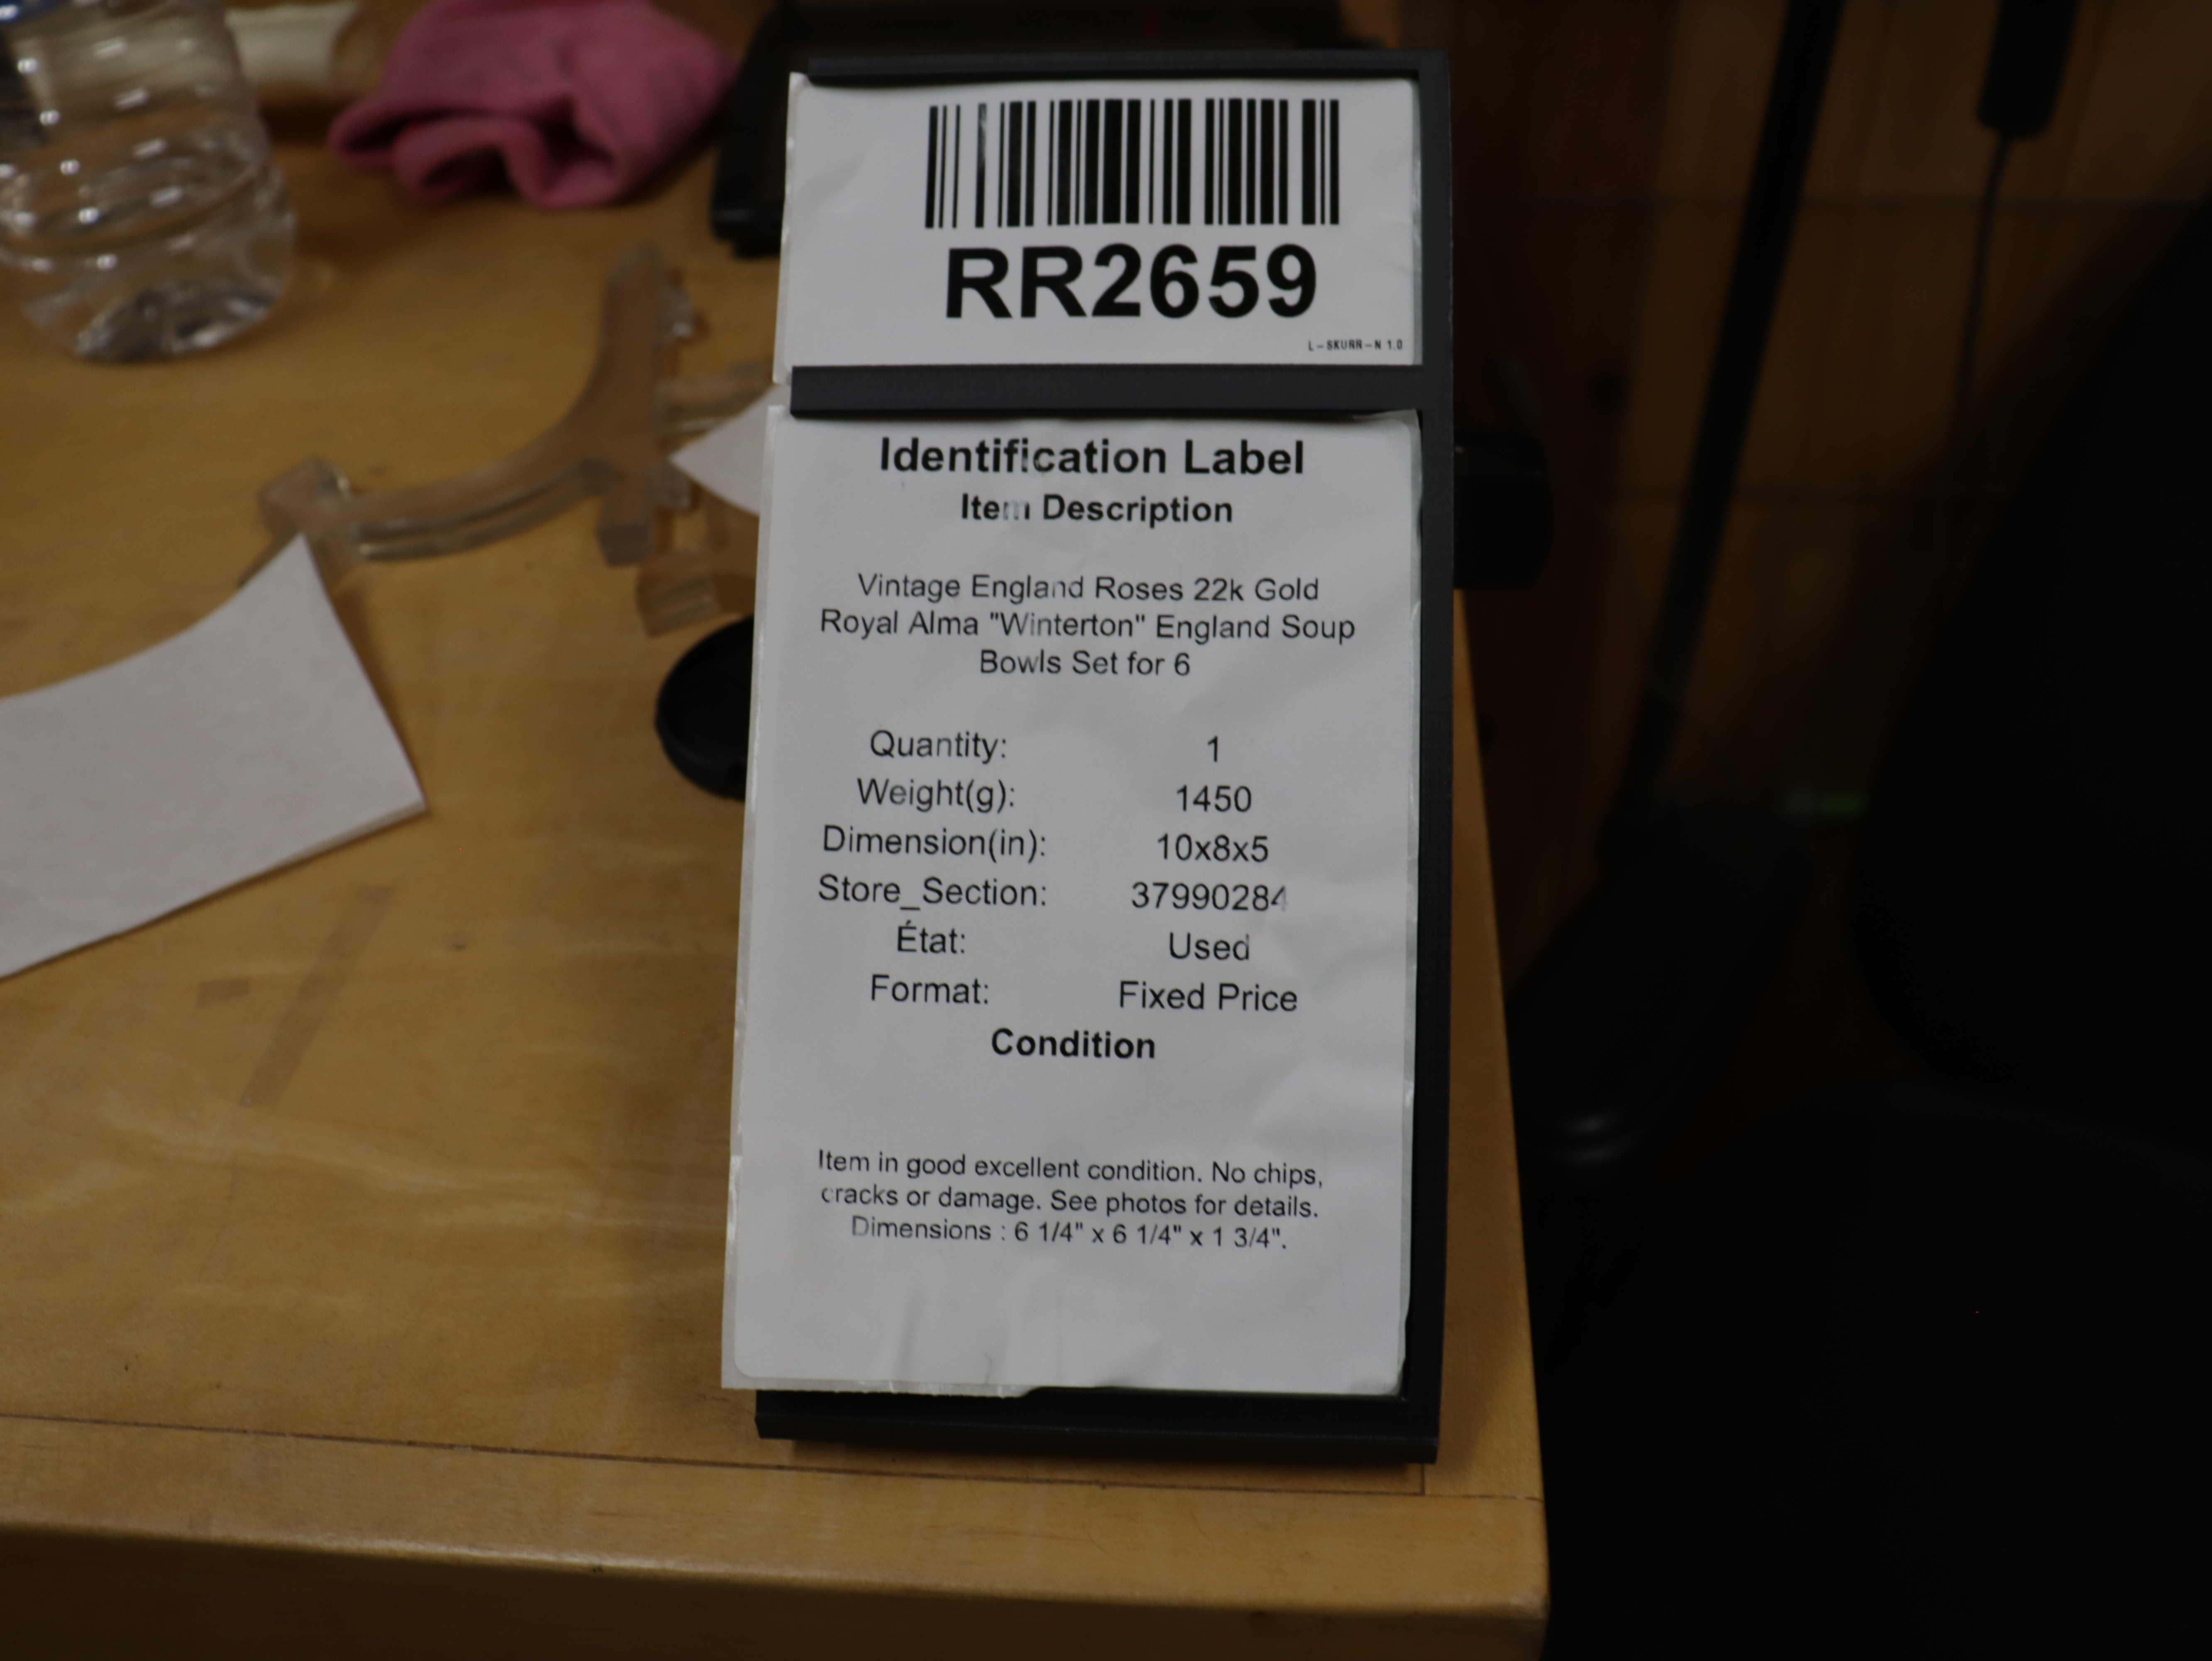 RR2659
L-SKURR-N 1.0
Identification Label
Item Description
Vintage England Roses 22k Gold
Royal Alma "Winterton" England Soup
Bowls Set for 6
Quantity: 1
Weight(g): 1450
Dimension(in): 10x8x5
Store_Section: 37990284
État: Used
Format: Fixed Price
Condition
Item in good excellent condition. No chips,
cracks or damage. See photos for details.
Dimensions : 6 1/4" x 6 1/4" x 1 3/4".